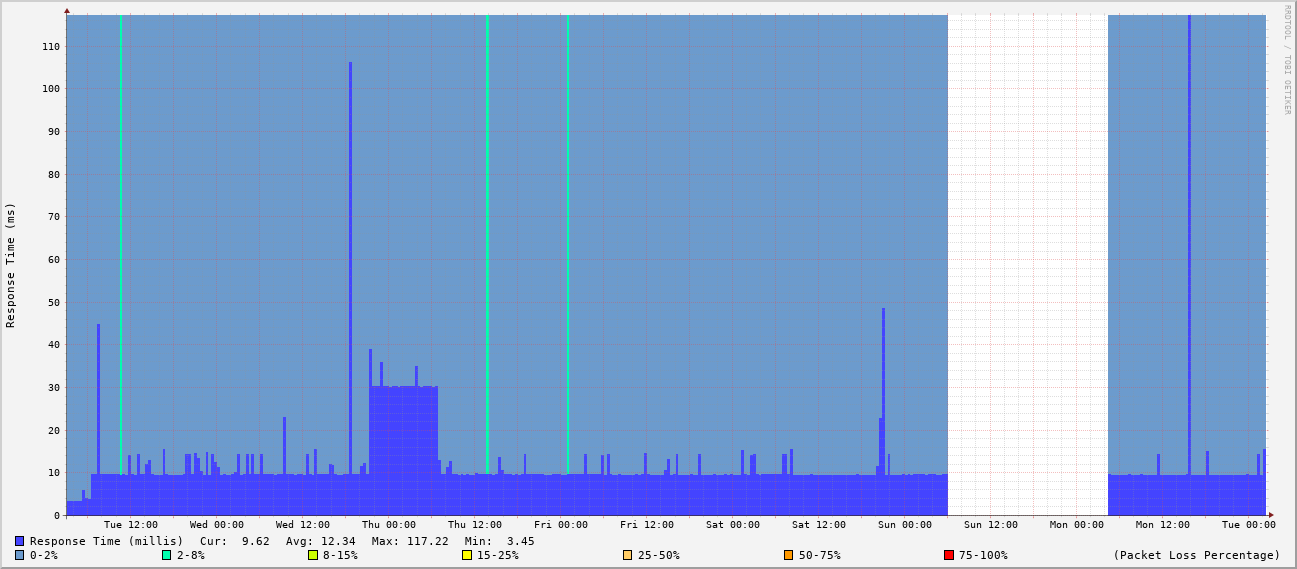 RRDTOOL / TOBI OETIKER
Response Time (ms)
110
100
90
80
70
60
50
40
30
20
10
0
Tue 12:00 Wed 00:00 Wed 12:00 Thu 00:00 Thu 12:00 Fri 00:00 Fri 12:00 Sat 00:00 Sat 12:00 Sun 00:00 Sun 12:00 Mon 00:00 Mon 12:00 Tue 00:00
Response Time (millis) Cur: 9.62 Avg: 12.34 Max: 117.22 Min: 3.45
0-2% 2-8% 8-15% 15-25% 25-50% 50-75% 75-100% (Packet Loss Percentage)